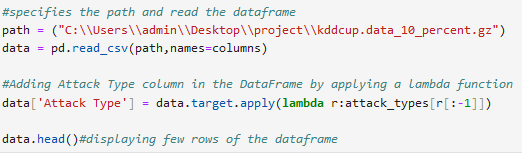 #specifies the path and read the dataframe
path = ("C:\\Users\\admin\\Desktop\\project\\kddcup.data_10_percent.gz")
data = pd.read_csv(path,names=columns)
#Adding Attack Type column in the DataFrame by applying a lambda function
data['Attack Type'] = data.target.apply(lambda r:attack_types[r[:-1]])
data.head()#displaying few rows of the dataframe